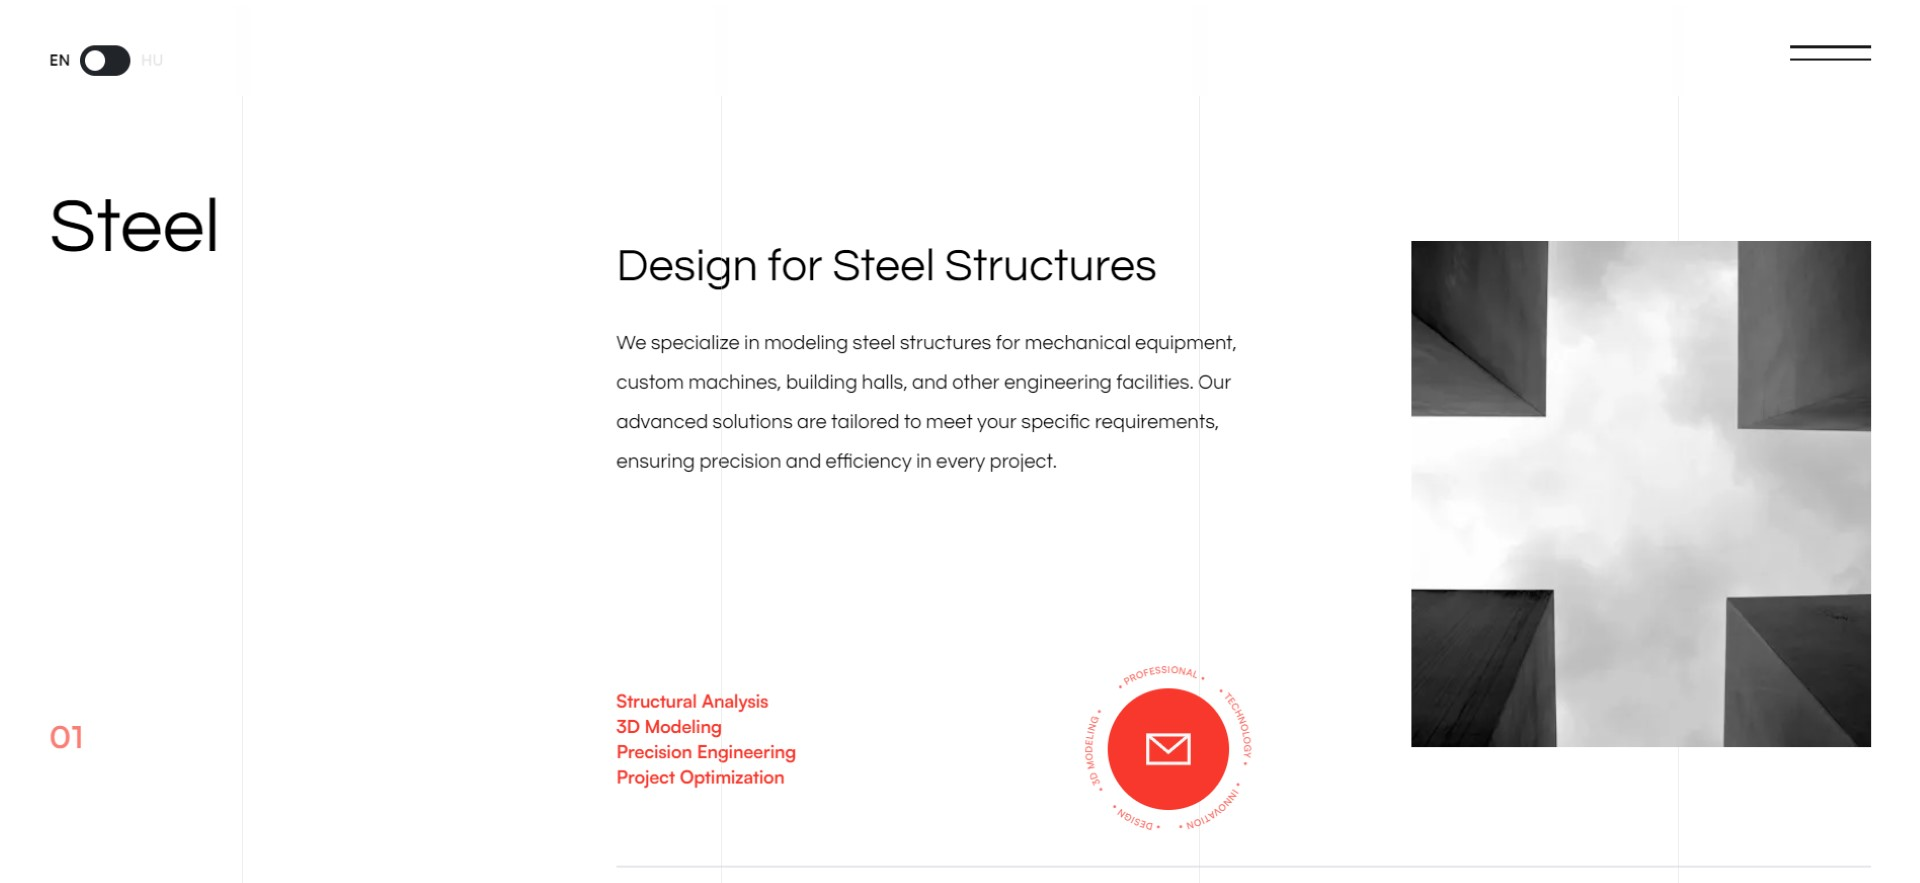 EN HU
Steel
Design for Steel Structures
We specialize in modeling steel structures for mechanical equipment,
custom machines, building halls, and other engineering facilities. Our
advanced solutions are tailored to meet your specific requirements,
ensuring precision and efficiency in every project.
01
Structural Analysis
3D Modeling
Precision Engineering
Project Optimization
• PROFESSIONAL •
• TECHNOLOGY •
• INNOVATION •
• DESIGN •
• 3D MODELING •